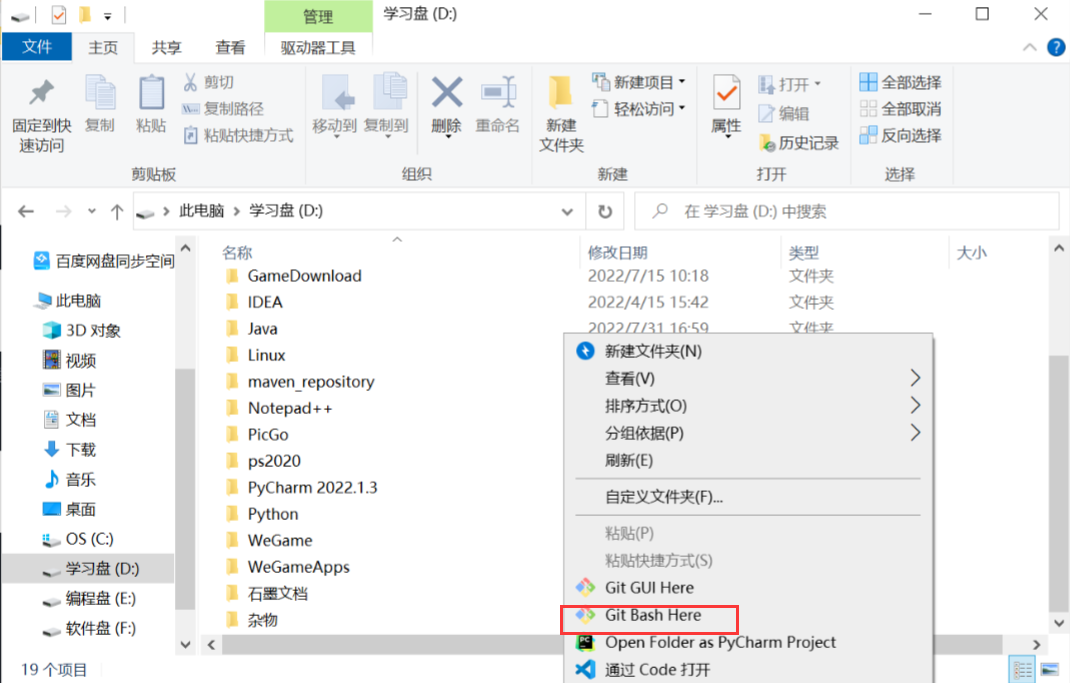 管理
学习盘 (D:)
文件
主页
共享
查看
驱动器工具
固定到快
速访问
复制
粘贴
剪切
复制路径
粘贴快捷方式
剪贴板
移动到
复制到
删除
重命名
组织
新建
文件夹
新建项目
轻松访问
新建
属性
打开
编辑
历史记录
打开
全部选择
全部取消
反向选择
选择
此电脑
学习盘 (D:)
在 学习盘 (D:) 中搜索
百度网盘同步空间
此电脑
3D 对象
视频
图片
文档
下载
音乐
桌面
OS (C:)
学习盘 (D:)
编程盘 (E:)
软件盘 (F:)
名称 修改日期 类型 大小
GameDownload 2022/7/15 10:18 文件夹
IDEA 2022/4/15 15:42 文件夹
Java 2022/7/31 16:59 文件夹
Linux
maven_repository
Notepad++
PicGo
ps2020
PyCharm 2022.1.3
Python
WeGame
WeGameApps
石墨文档
杂物
新建文件夹(N)
查看(V)
排序方式(O)
分组依据(P)
刷新(E)
自定义文件夹(F)...
粘贴(P)
粘贴快捷方式(S)
Git GUI Here
Git Bash Here
Open Folder as PyCharm Project
通过 Code 打开
19 个项目